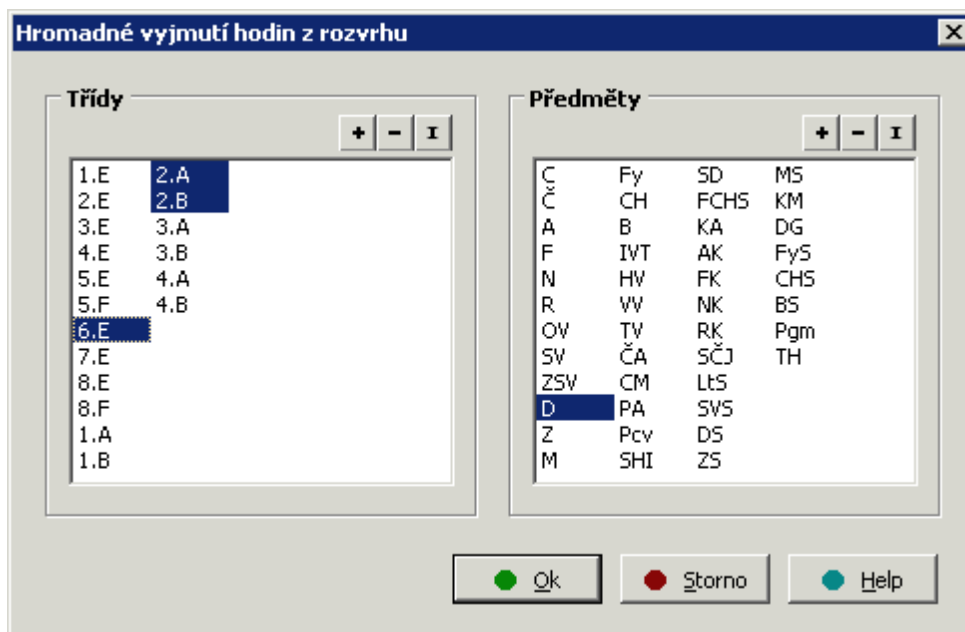 Hromadné vyjmutí hodin z rozvrhu
Třídy
+ - I
1.E 2.A
2.E 2.B
3.E 3.A
4.E 3.B
5.E 4.A
5.F 4.B
6.E
7.E
8.E
8.F
1.A
1.B
Předměty
+ - I
C Fy SD MS
Č CH FCHS KM
A B KA DG
F IVT AK FyS
N HV FK CHS
R VV NK BS
OV TV RK Pgm
SV ČA SČJ TH
ZSV CM LtS
D PA SVS
Z Pcv DS
M SHI ZS
Ok Storno Help